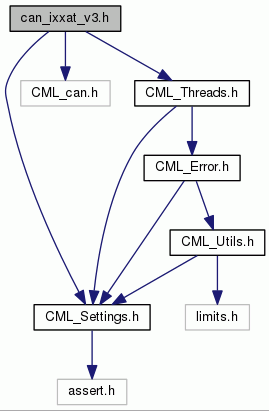 can_ixxat_v3.h
CML_can.h
CML_Threads.h
CML_Error.h
CML_Utils.h
CML_Settings.h
limits.h
assert.h